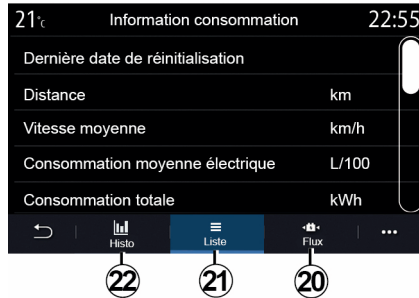 21°c Information consommation 22:55
Dernière date de réinitialisation
Distance km
Vitesse moyenne km/h
Consommation moyenne électrique L/100
Consommation totale kWh
Histo Liste Flux
22 21 20